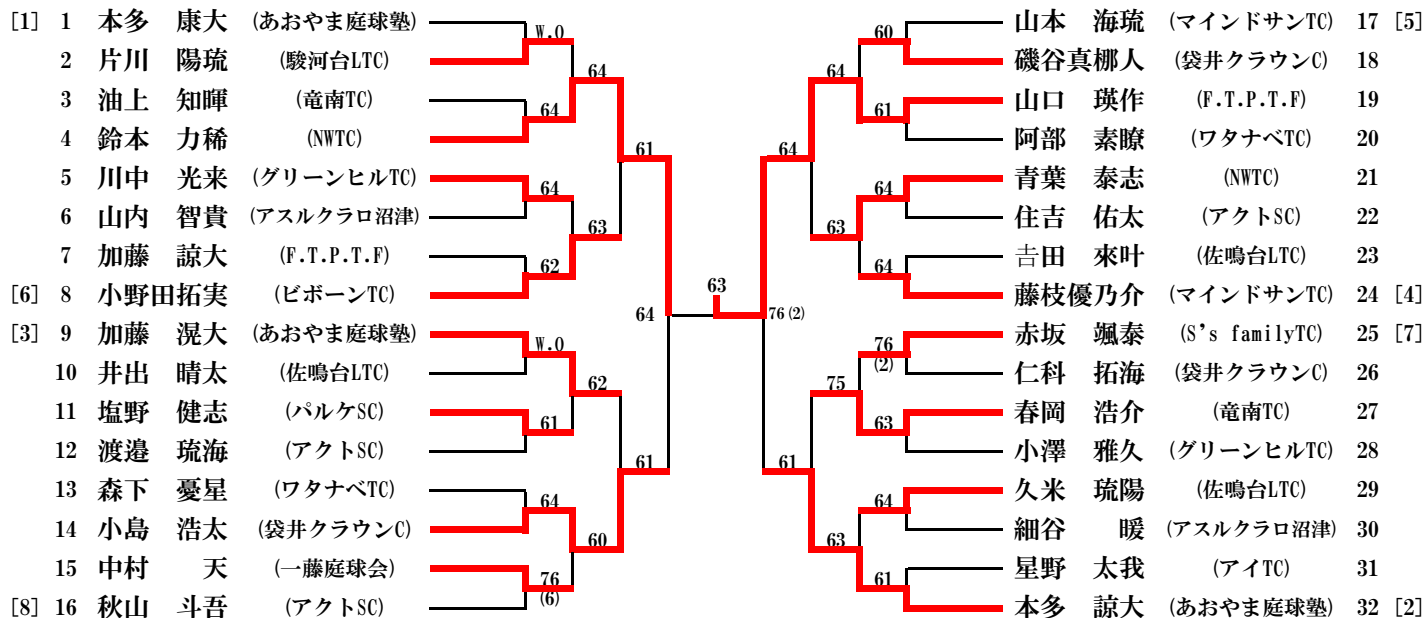 [1] 1 本多 康大 (あおやま庭球塾)
W.O
2 片川 陽琉 (駿河台LTC)
64
3 油上 知暉 (竜南TC)
64
4 鈴木 力稀 (NWTC)
61
5 川中 光来 (グリーンヒルTC)
64
6 山内 智貴 (アスルクラロ沼津)
63
7 加藤 諒大 (F.T.P.T.F)
62
[6] 8 小野田拓実 (ビボーンTC)
64
[3] 9 加藤 滉大 (あおやま庭球塾)
W.O
10 井出 晴太 (佐鳴台LTC)
62
11 塩野 健志 (パルケSC)
61
12 渡邉 琉海 (アクトSC)
61
13 森下 憂星 (ワタナベTC)
64
14 小島 浩太 (袋井クラウンC)
60
15 中村 天 (一藤庭球会)
76
(6)
[8] 16 秋山 斗吾 (アクトSC)
63
76(2)
山本 海琉 (マインドサンTC) 17 [5]
60
磯谷真梛人 (袋井クラウンC) 18
64
山口 瑛作 (F.T.P.T.F) 19
61
阿部 素瞭 (ワタナベTC) 20
64
青葉 泰志 (NWTC) 21
64
住吉 佑太 (アクトSC) 22
63
𠮷田 來叶 (佐鳴台LTC) 23
64
藤枝優乃介 (マインドサンTC) 24 [4]
赤坂 颯泰 (S's familyTC) 25 [7]
76
(2)
仁科 拓海 (袋井クラウンC) 26
75
春岡 浩介 (竜南TC) 27
63
小澤 雅久 (グリーンヒルTC) 28
61
久米 琉陽 (佐鳴台LTC) 29
64
細谷 暖 (アスルクラロ沼津) 30
63
星野 太我 (アイTC) 31
61
本多 諒大 (あおやま庭球塾) 32 [2]